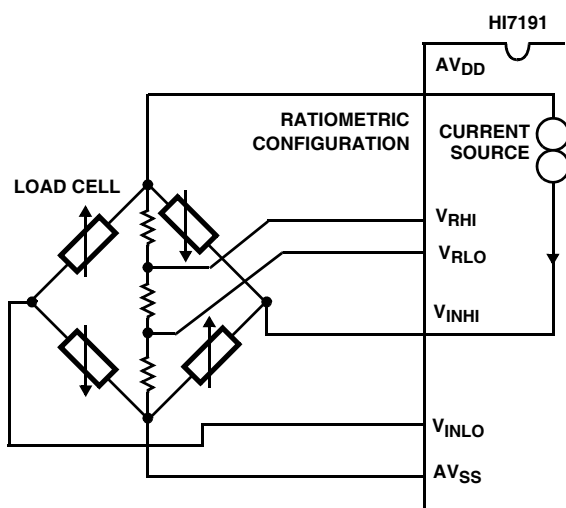 HI7191
AVDD
RATIOMETRIC
CONFIGURATION
CURRENT
SOURCE
LOAD CELL
VRHI
VRLO
VINHI
VINLO
AVSS